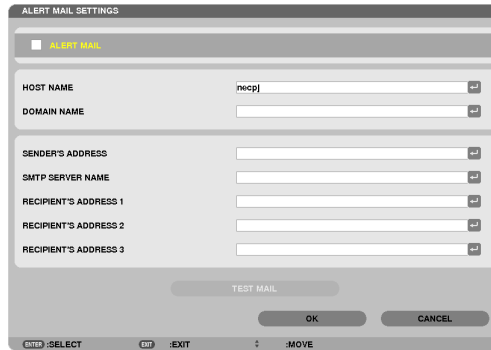 ALERT MAIL SETTINGS
ALERT MAIL
HOST NAME necpj
DOMAIN NAME
SENDER'S ADDRESS
SMTP SERVER NAME
RECIPIENT'S ADDRESS 1
RECIPIENT'S ADDRESS 2
RECIPIENT'S ADDRESS 3
TEST MAIL
OK CANCEL
ENTER :SELECT EXIT :EXIT :MOVE